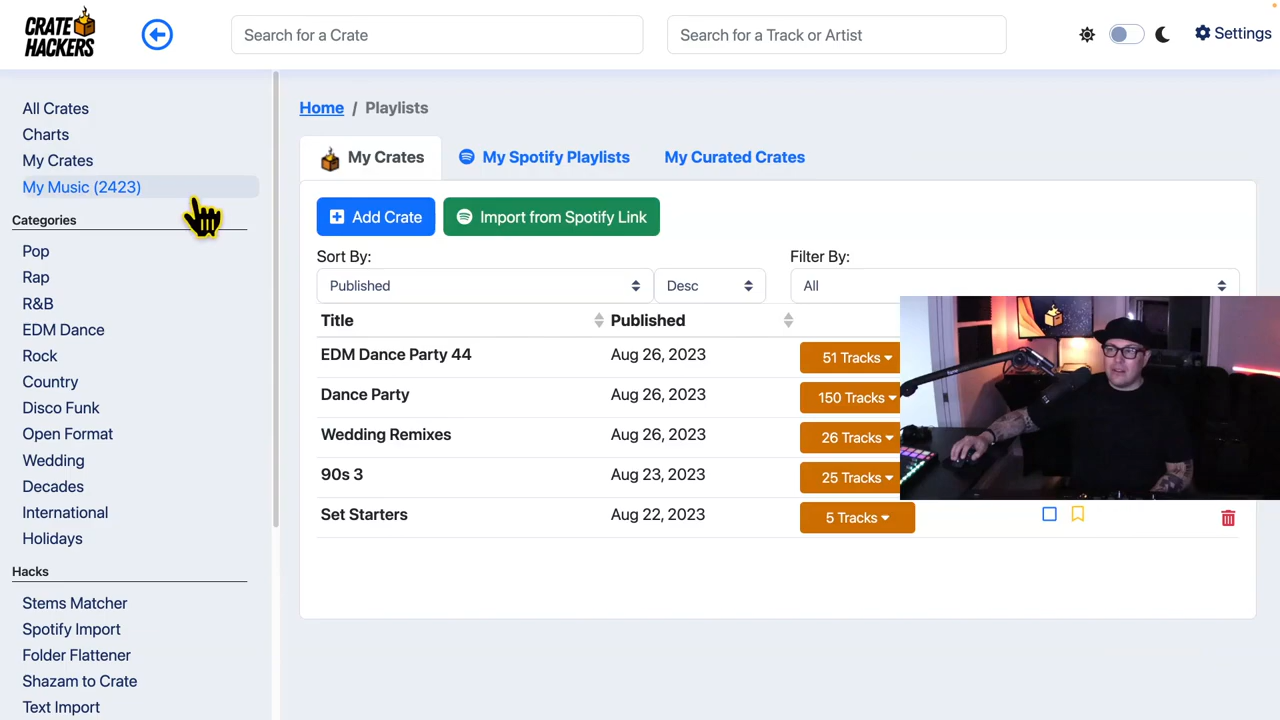 CRATE
HACKERS
Search for a Crate
Search for a Track or Artist
Settings
All Crates
Charts
My Crates
My Music (2423)
Categories
Pop
Rap
R&B
EDM Dance
Rock
Country
Disco Funk
Open Format
Wedding
Decades
International
Holidays
Hacks
Stems Matcher
Spotify Import
Folder Flattener
Shazam to Crate
Text Import
Home / Playlists
My Crates
My Spotify Playlists
My Curated Crates
Add Crate
Import from Spotify Link
Sort By:
Filter By:
Published
Desc
All
Title
Published
EDM Dance Party 44
Aug 26, 2023
51 Tracks
Dance Party
Aug 26, 2023
150 Tracks
Wedding Remixes
Aug 26, 2023
26 Tracks
90s 3
Aug 23, 2023
25 Tracks
Set Starters
Aug 22, 2023
5 Tracks